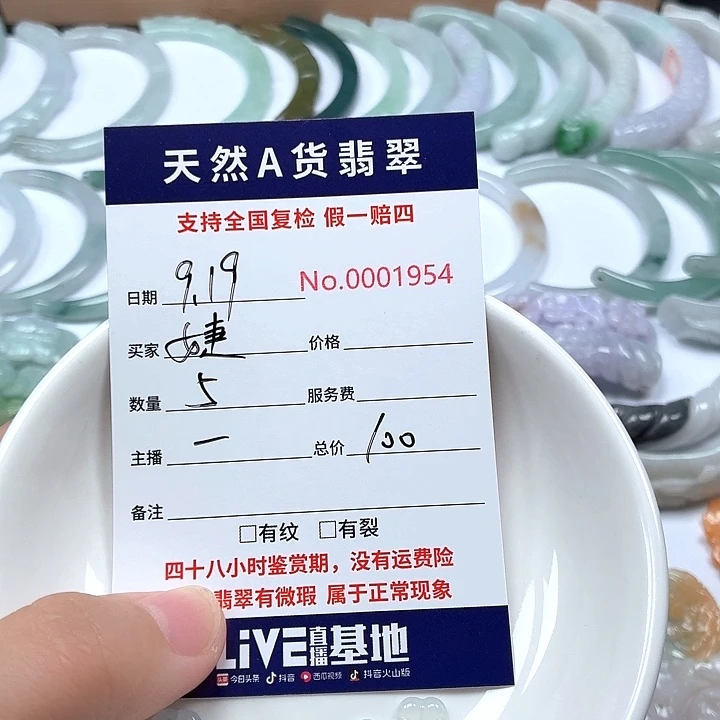 天然A货翡翠
支持全国复检 假一赔四
日期 9.19 No.0001954
买家 婕 价格
数量 5 服务费
主播 一 总价 100
备注
□有纹 □有裂
四十八小时鉴赏期，没有运费险
翡翠有微瑕 属于正常现象
LiVE直播基地
今日头条 抖音 西瓜视频 抖音火山版